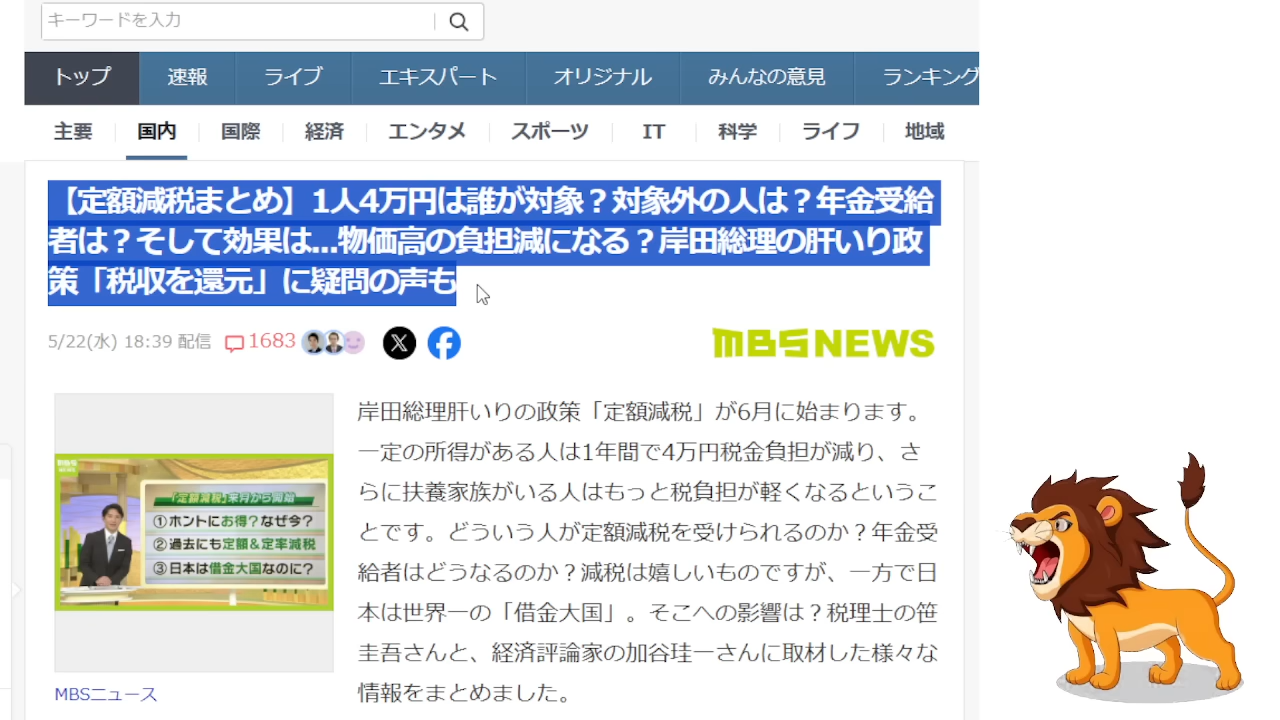 キーワードを入力
トップ 速報 ライブ エキスパート オリジナル みんなの意見 ランキング
主要 国内 国際 経済 エンタメ スポーツ IT 科学 ライフ 地域
【定額減税まとめ】1人4万円は誰が対象？対象外の人は？年金受給
者は？そして効果は…物価高の負担減になる？岸田総理の肝いり政
策「税収を還元」に疑問の声も
5/22(水) 18:39 配信 1683
MBS NEWS
岸田総理肝いりの政策「定額減税」が6月に始まります。
一定の所得がある人は1年間で4万円税金負担が減り、さ
らに扶養家族がいる人はもっと税負担が軽くなるというこ
とです。どういう人が定額減税を受けられるのか？年金受
給者はどうなるのか？減税は嬉しいものですが、一方で日
本は世界一の「借金大国」。そこへの影響は？税理士の笹
圭吾さんと、経済評論家の加谷珪一さんに取材した様々な
情報をまとめました。
MBS
NEWS
「定額減税」来月から開始
①ホントにお得?なぜ今?
②過去にも定額&定率減税
③日本は借金大国なのに?
MBSニュース